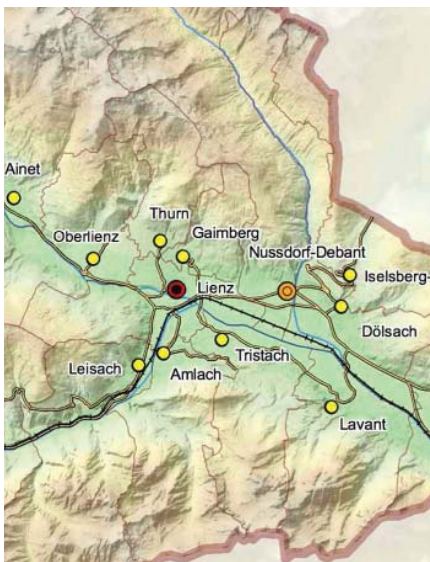 Ainet
Thurn
Oberlienz
Gaimberg
Nussdorf-Debant
Iselsberg-
Lienz
Dölsach
Tristach
Leisach
Amlach
Lavant